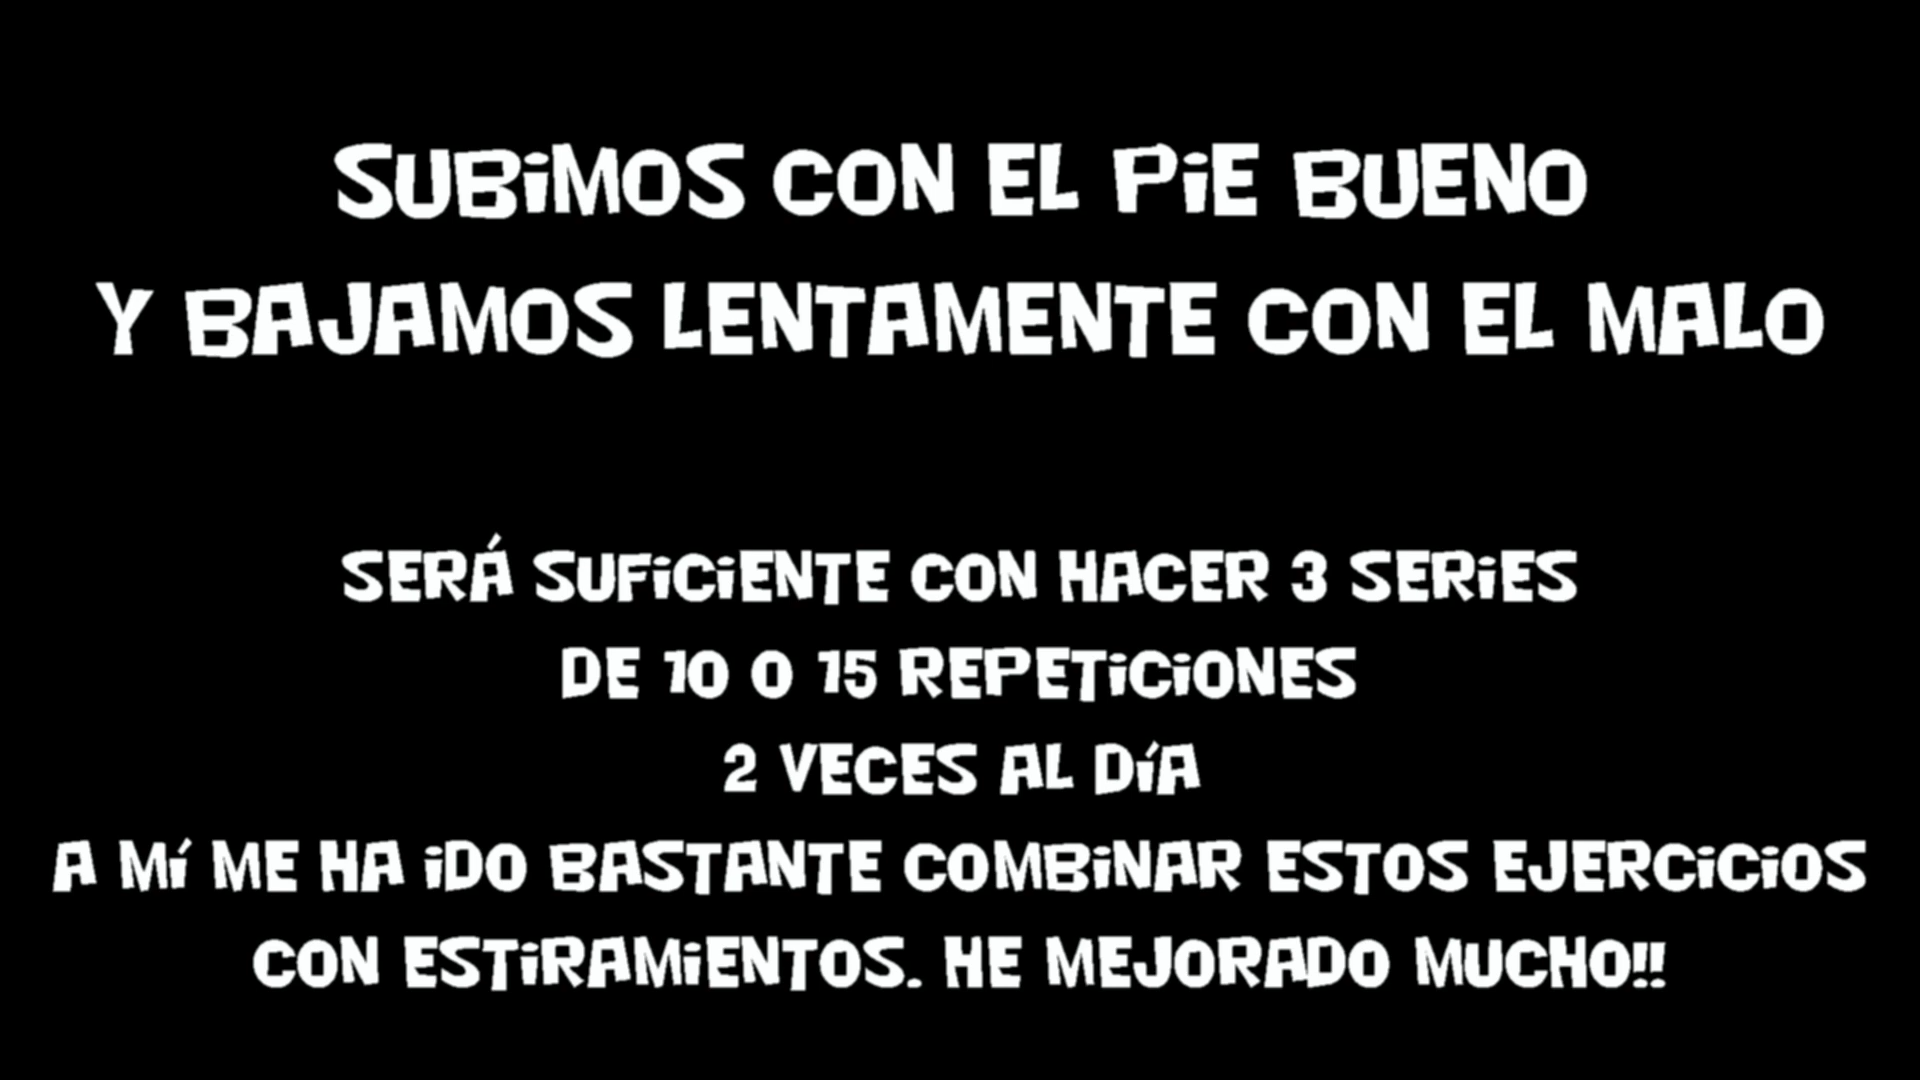 SUBIMOS CON EL PIE BUENO
Y BAJAMOS LENTAMENTE CON EL MALO
SERÁ SUFICIENTE CON HACER 3 SERIES
DE 10 O 15 REPETICIONES
2 VECES AL DÍA
A MÍ ME HA IDO BASTANTE COMBINAR ESTOS EJERCICIOS
CON ESTIRAMIENTOS. HE MEJORADO MUCHO!!